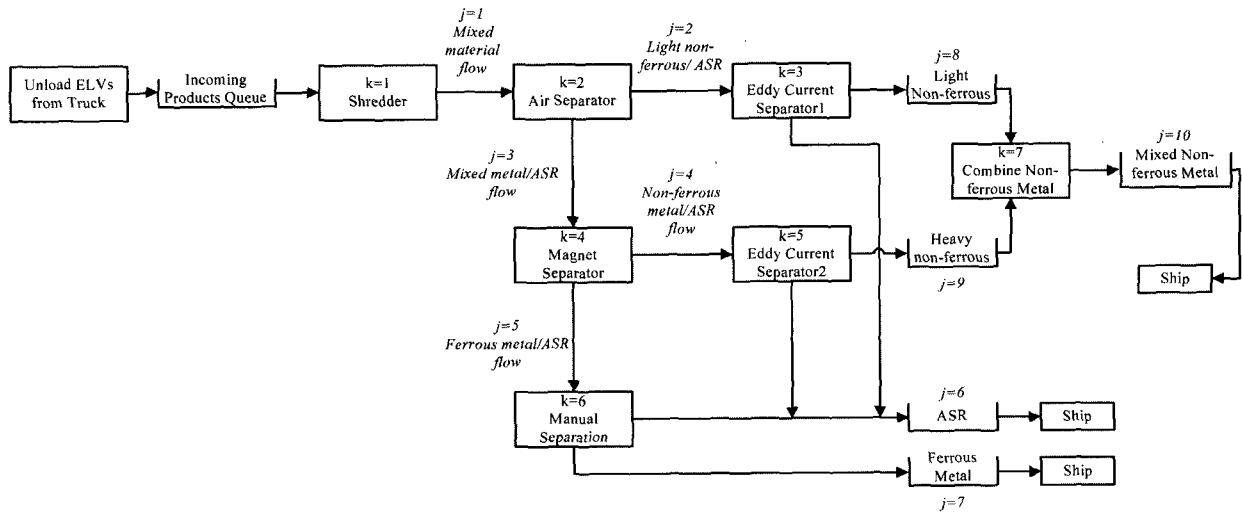 Unload ELVs
from Truck
Incoming
Products Queue
k=1
Shredder
j=1
Mixed
material
flow
k=2
Air Separator
j=2
Light non-
ferrous/ ASR
k=3
Eddy Current
Separator1
j=8
Light
Non-ferrous
k=7
Combine Non-
ferrous Metal
j=10
Mixed Non-
ferrous Metal
Ship
j=3
Mixed metal/ASR
flow
j=4
Non-ferrous
metal/ASR
flow
k=4
Magnet
Separator
k=5
Eddy Current
Separator2
Heavy
non-ferrous
j=9
j=5
Ferrous metal/ASR
flow
k=6
Manual
Separation
j=6
ASR
Ship
Ferrous
Metal
j=7
Ship